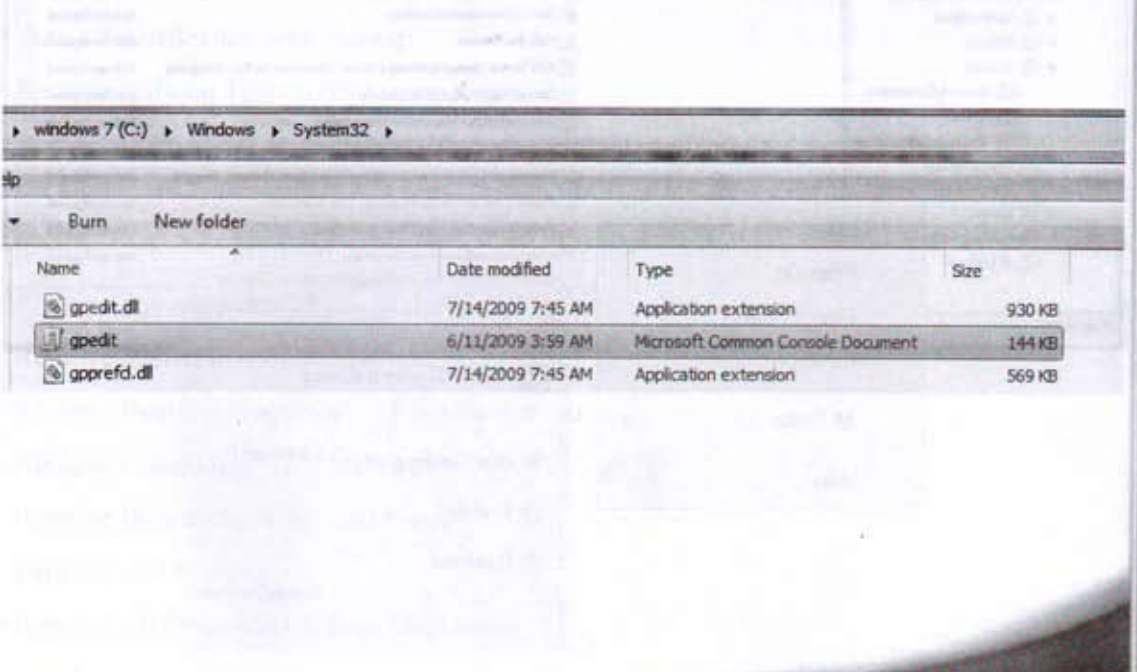 windows 7 (C:) Windows System32
elp
Burn New folder
Name Date modified Type Size
gpedit.dll 7/14/2009 7:45 AM Application extension 930 KB
gpedit 6/11/2009 3:59 AM Microsoft Common Console Document 144 KB
gpprefcl.dll 7/14/2009 7:45 AM Application extension 569 KB